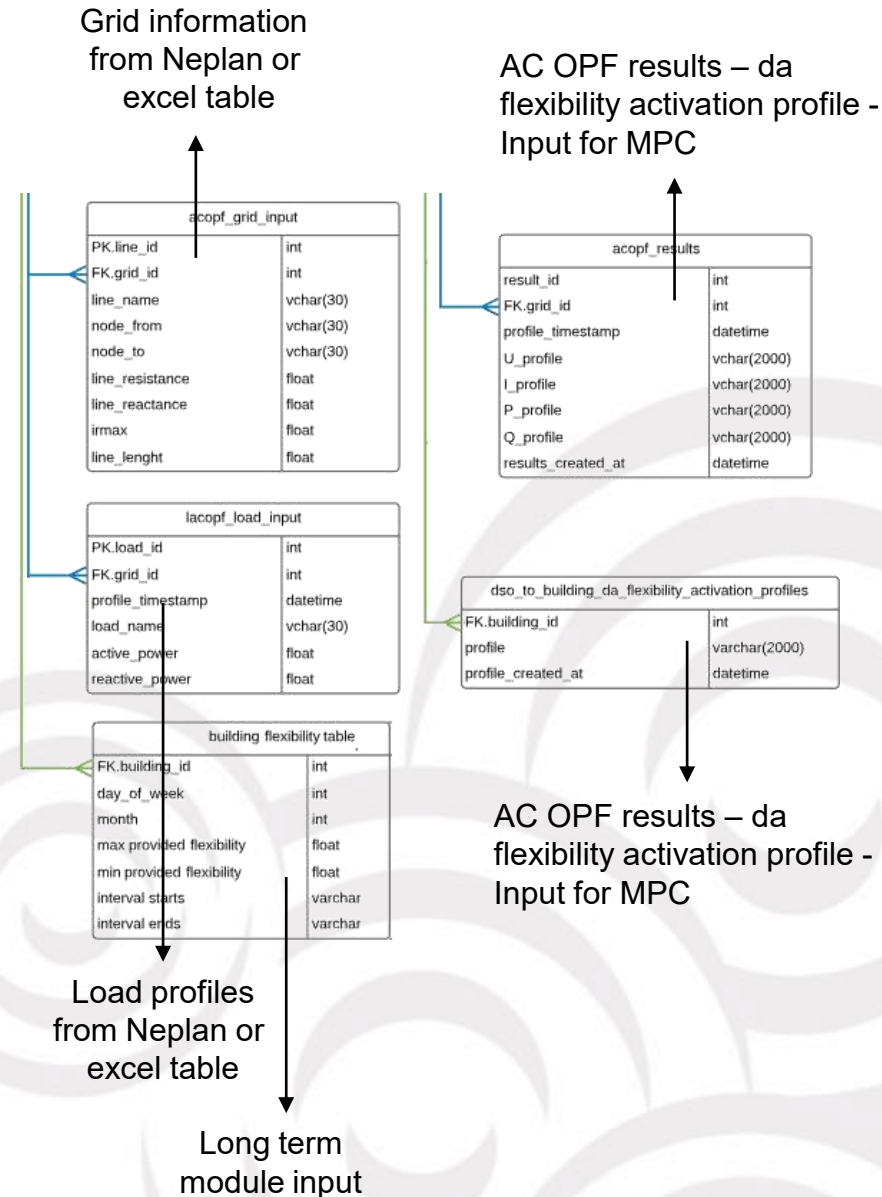 Grid information
from Neplan or
excel table
AC OPF results – da
flexibility activation profile -
Input for MPC
acopf_grid_input
PK.line_id int
FK.grid_id int
line_name vchar(30)
node_from vchar(30)
node_to vchar(30)
line_resistance float
line_reactance float
irmax float
line_lenght float
acopf_results
result_id int
FK.grid_id int
profile_timestamp datetime
U_profile vchar(2000)
I_profile vchar(2000)
P_profile vchar(2000)
Q_profile vchar(2000)
results_created_at datetime
lacopf_load_input
PK.load_id int
FK.grid_id int
profile_timestamp datetime
load_name vchar(30)
active_power float
reactive_power float
dso_to_building_da_flexibility_activation_profiles
FK.building_id int
profile varchar(2000)
profile_created_at datetime
building flexibility table
FK.building_id int
day_of_week int
month int
max provided flexibility float
min provided flexibility float
interval starts varchar
interval ends varchar
AC OPF results – da
flexibility activation profile -
Input for MPC
Load profiles
from Neplan or
excel table
Long term
module input